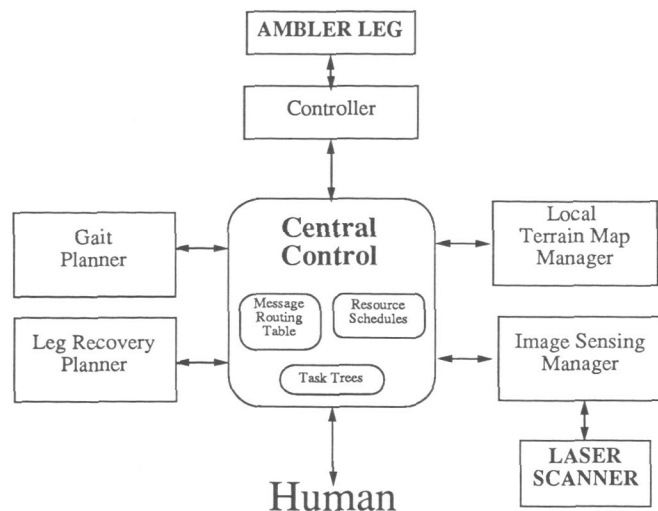 AMBLER LEG
Controller
Gait
Planner
Central
Control
Local
Terrain Map
Manager
Message
Routing
Table
Resource
Schedules
Leg Recovery
Planner
Image Sensing
Manager
Task Trees
LASER
SCANNER
Human